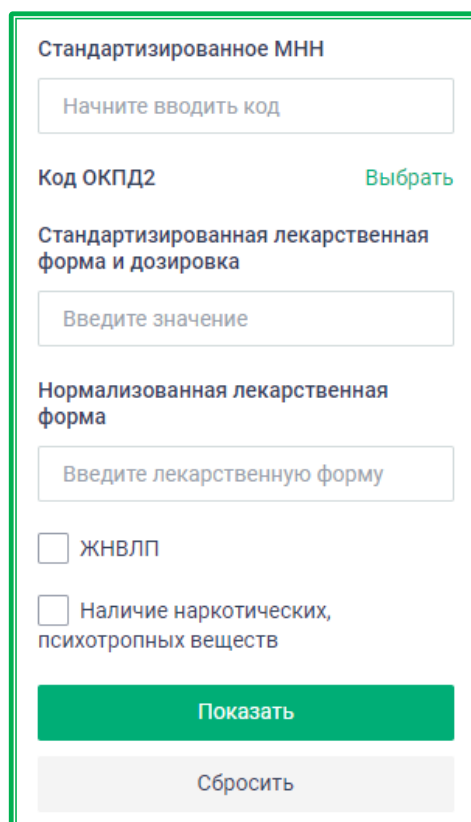 Стандартизированное МНН
Начните вводить код
Код ОКПД2 Выбрать
Стандартизированная лекарственная
форма и дозировка
Введите значение
Нормализованная лекарственная
форма
Введите лекарственную форму
ЖНВЛП
Наличие наркотических,
психотропных веществ
Показать
Сбросить